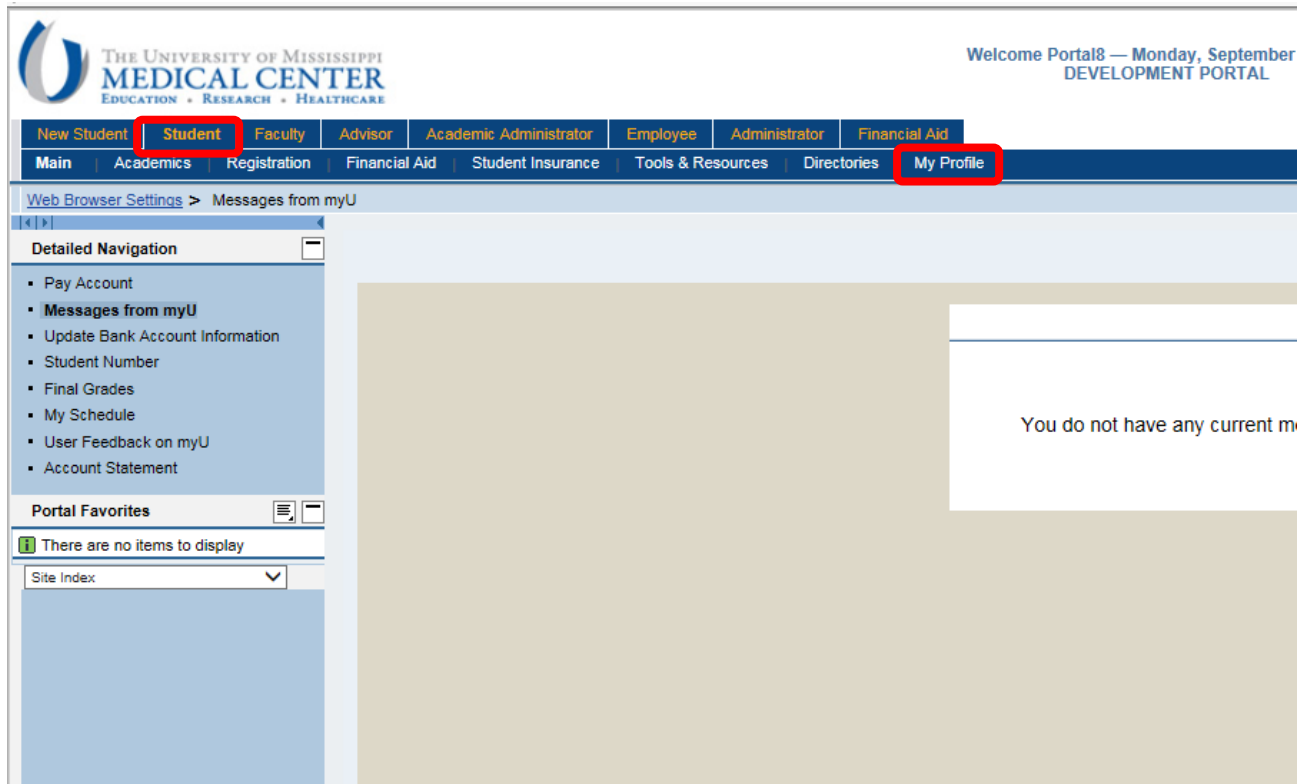 THE UNIVERSITY OF MISSISSIPPI
MEDICAL CENTER
EDUCATION • RESEARCH • HEALTHCARE
Welcome Portal8 — Monday, September
DEVELOPMENT PORTAL
New Student Student Faculty Advisor Academic Administrator Employee Administrator Financial Aid
Main | Academics | Registration | Financial Aid | Student Insurance | Tools & Resources | Directories | My Profile
Web Browser Settings > Messages from myU
Detailed Navigation
▪ Pay Account
▪ Messages from myU
▪ Update Bank Account Information
▪ Student Number
▪ Final Grades
▪ My Schedule
▪ User Feedback on myU
▪ Account Statement
You do not have any current
Portal Favorites
There are no items to display
Site Index